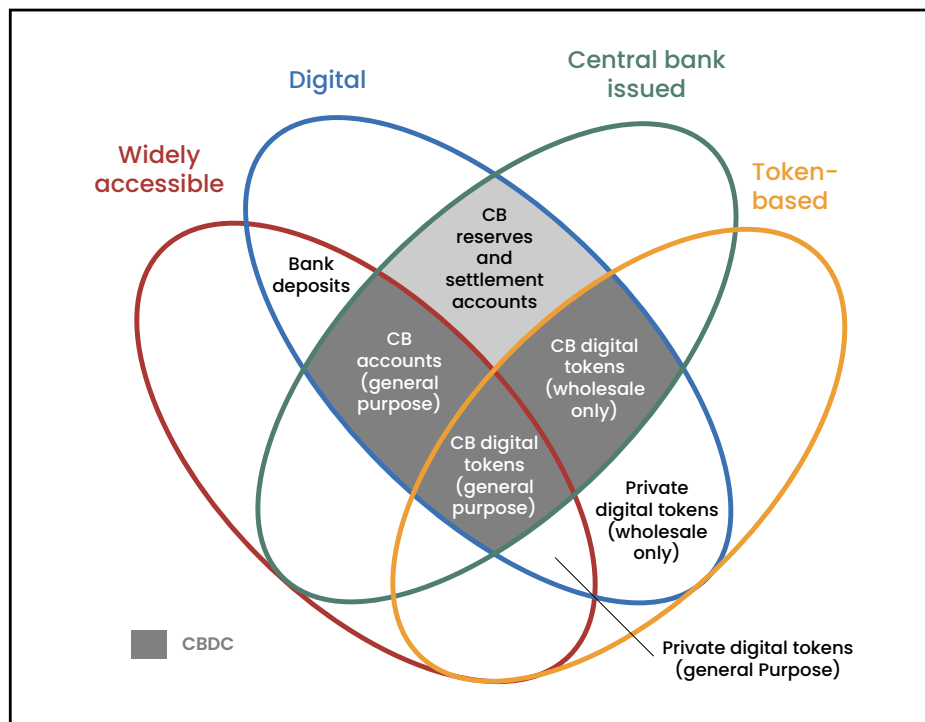 Digital
Central bank
issued
Widely
accessible
Token-
based
CB
reserves
and
settlement
accounts
Bank
deposits
CB
accounts
(general
purpose)
CB digital
tokens
(wholesale
only)
CB digital
tokens
(general
purpose)
Private
digital tokens
(wholesale
only)
CBDC
Private digital tokens
(general Purpose)